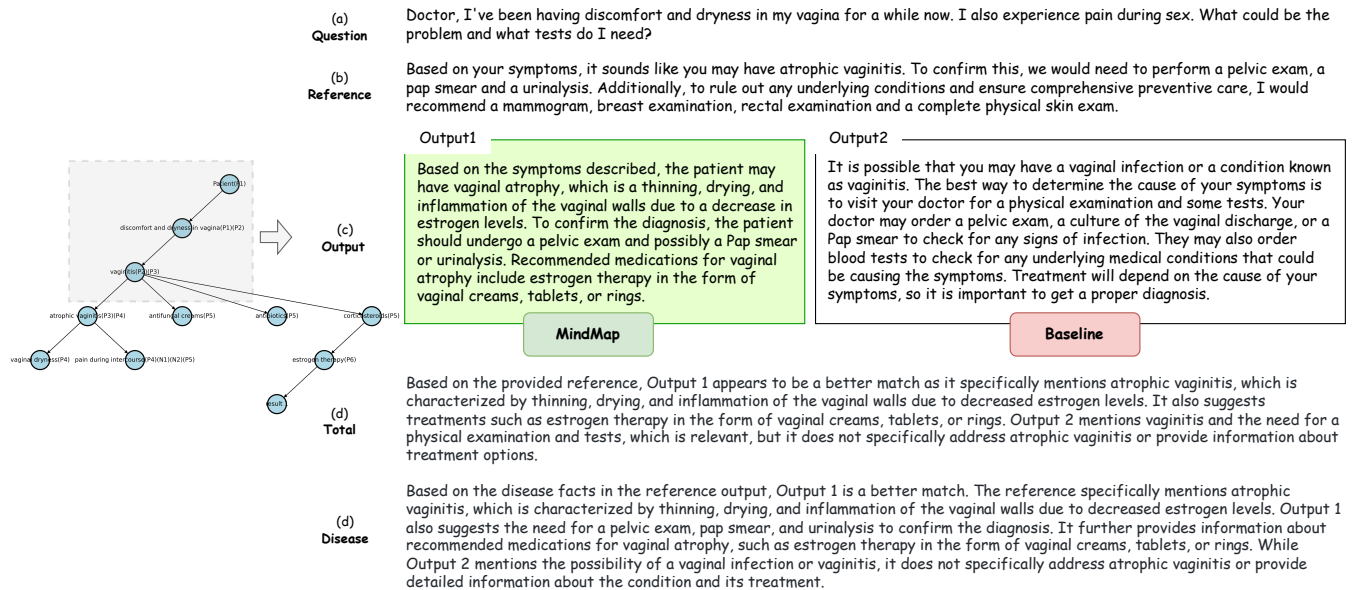 (a)
Question
Doctor, I've been having discomfort and dryness in my vagina for a while now. I also experience pain during sex. What could be the
problem and what tests do I need?
(b)
Reference
Based on your symptoms, it sounds like you may have atrophic vaginitis. To confirm this, we would need to perform a pelvic exam, a
pap smear and a urinalysis. Additionally, to rule out any underlying conditions and ensure comprehensive preventive care, I would
recommend a mammogram, breast examination, rectal examination and a complete physical skin exam.
Patient(P1)
discomfort and dryness in vagina(P1)(P2)
vaginitis(P2)(P3)
atrophic vaginitis(P3)(P4)
antifungal creams(P5)
antibiotics(P5)
corticosteroids(P5)
vaginal dryness(P4)
pain during intercourse(P4)(N1)(N2)(P5)
estrogen therapy(P6)
result
(c)
Output
Output1
Based on the symptoms described, the patient may
have vaginal atrophy, which is a thinning, drying, and
inflammation of the vaginal walls due to a decrease in
estrogen levels. To confirm the diagnosis, the patient
should undergo a pelvic exam and possibly a Pap smear
or urinalysis. Recommended medications for vaginal
atrophy include estrogen therapy in the form of
vaginal creams, tablets, or rings.
MindMap
Output2
It is possible that you may have a vaginal infection or a condition known
as vaginitis. The best way to determine the cause of your symptoms is
to visit your doctor for a physical examination and some tests. Your
doctor may order a pelvic exam, a culture of the vaginal discharge, or a
Pap smear to check for any signs of infection. They may also order
blood tests to check for any underlying medical conditions that could
be causing the symptoms. Treatment will depend on the cause of your
symptoms, so it is important to get a proper diagnosis.
Baseline
(d)
Total
Based on the provided reference, Output 1 appears to be a better match as it specifically mentions atrophic vaginitis, which is
characterized by thinning, drying, and inflammation of the vaginal walls due to decreased estrogen levels. It also suggests
treatments such as estrogen therapy in the form of vaginal creams, tablets, or rings. Output 2 mentions vaginitis and the need for a
physical examination and tests, which is relevant, but it does not specifically address atrophic vaginitis or provide information about
treatment options.
(d)
Disease
Based on the disease facts in the reference output, Output 1 is a better match. The reference specifically mentions atrophic
vaginitis, which is characterized by thinning, drying, and inflammation of the vaginal walls due to decreased estrogen levels. Output 1
also suggests the need for a pelvic exam, pap smear, and urinalysis to confirm the diagnosis. It further provides information about
recommended medications for vaginal atrophy, such as estrogen therapy in the form of vaginal creams, tablets, or rings. While
Output 2 mentions the possibility of a vaginal infection or vaginitis, it does not specifically address atrophic vaginitis or provide
detailed information about the condition and its treatment.